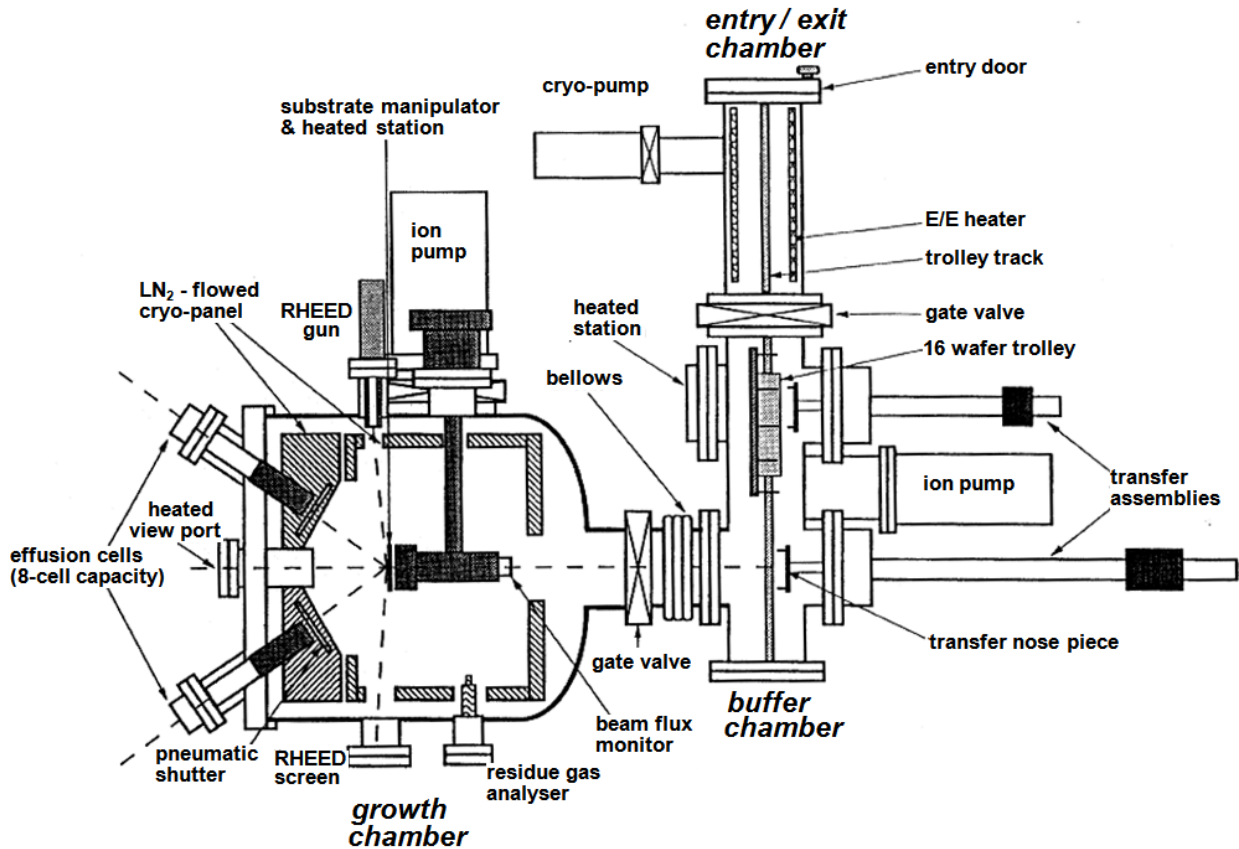 entry / exit
chamber
entry door
cryo-pump
substrate manipulator
& heated station
E/E heater
ion
pump
trolley track
LN₂ - flowed
cryo-panel
RHEED
gun
heated
station
gate valve
16 wafer trolley
bellows
ion pump
transfer
assemblies
heated
view port
effusion cells
(8-cell capacity)
transfer nose piece
gate valve
buffer
chamber
beam flux
monitor
pneumatic
shutter
RHEED
screen
residue gas
analyser
growth
chamber